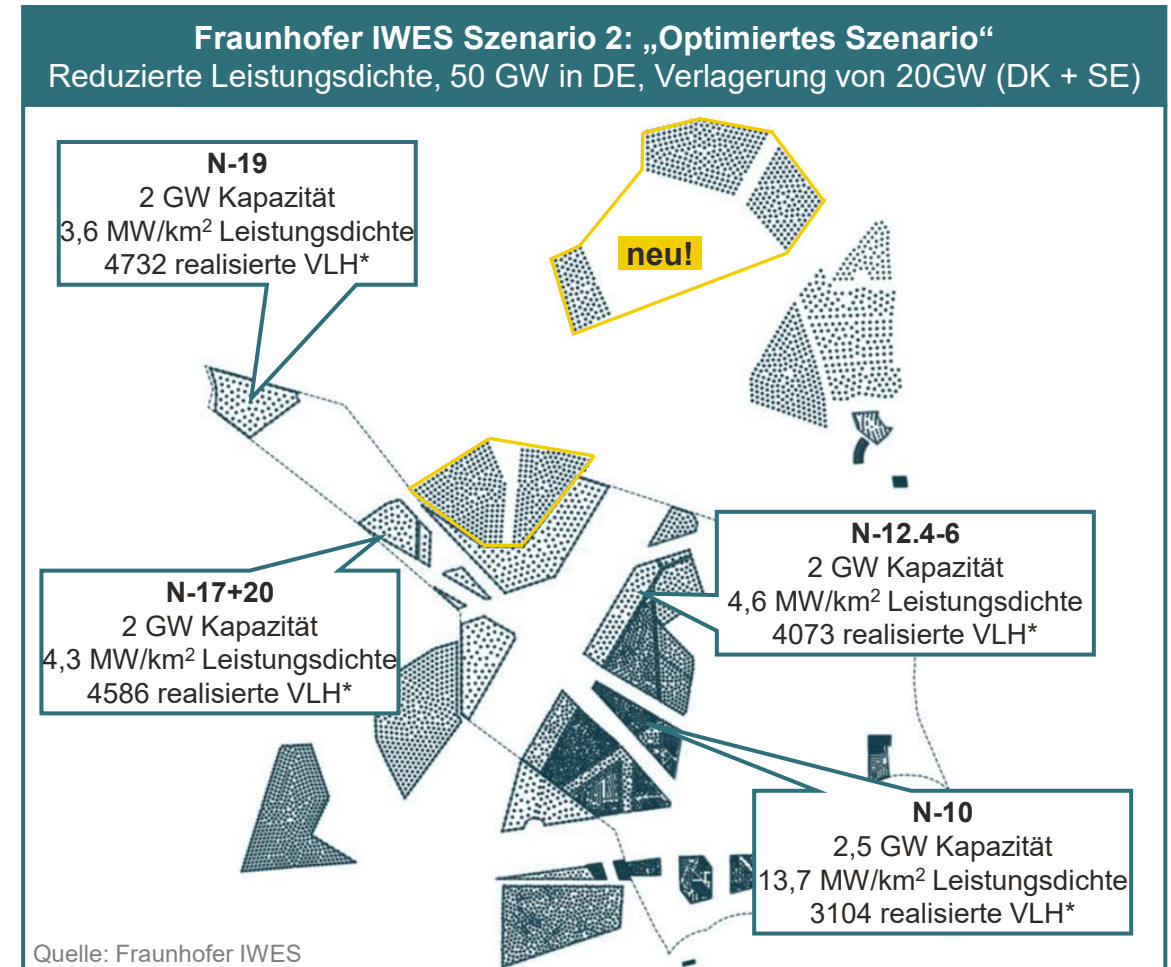 Fraunhofer IWES Szenario 2: „Optimiertes Szenario“
Reduzierte Leistungsdichte, 50 GW in DE, Verlagerung von 20GW (DK + SE)
N-19
2 GW Kapazität
3,6 MW/km² Leistungsdichte
4732 realisierte VLH*
neu!
N-17+20
2 GW Kapazität
4,3 MW/km² Leistungsdichte
4586 realisierte VLH*
N-12.4-6
2 GW Kapazität
4,6 MW/km² Leistungsdichte
4073 realisierte VLH*
N-10
2,5 GW Kapazität
13,7 MW/km² Leistungsdichte
3104 realisierte VLH*
Quelle: Fraunhofer IWES